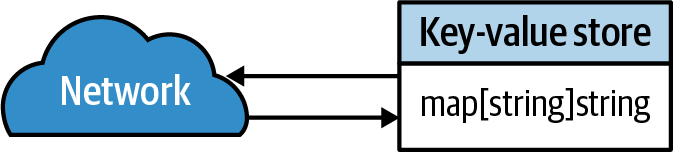 Network
Key-value store
map[string]string